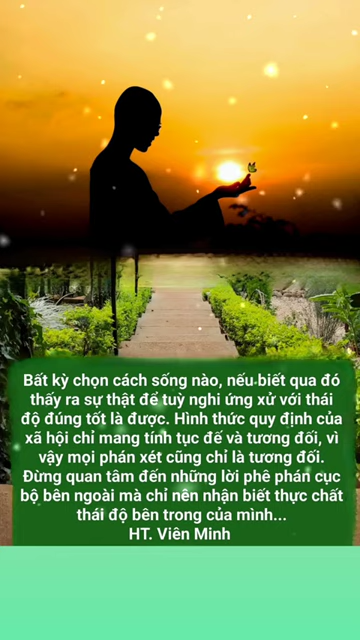 Bất kỳ chọn cách sống nào, nếu biết qua đó
thấy ra sự thật để tuỳ nghi ứng xử với thái
độ đúng tốt là được. Hình thức quy định của
xã hội chỉ mang tính tục đế và tương đối, vì
vậy mọi phán xét cũng chỉ là tương đối.
Đừng quan tâm đến những lời phê phán cục
bộ bên ngoài mà chỉ nên nhận biết thực chất
thái độ bên trong của mình...
HT. Viên Minh